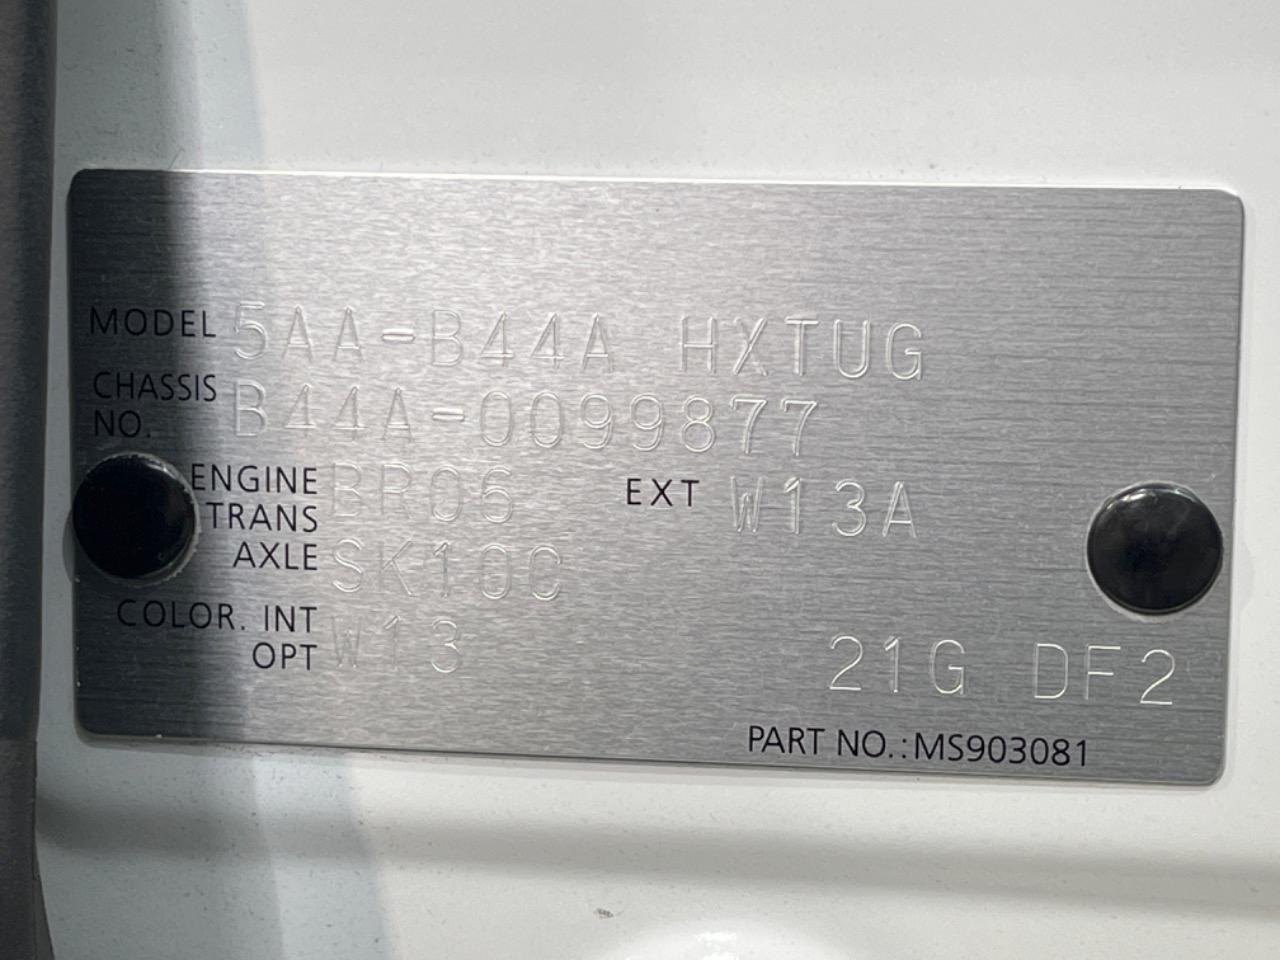 MODEL 5AA-B44A HXTUG
CHASSIS NO. B44A-0099877
ENGINE BR06 EXT W13A
TRANS
AXLE SK10C
COLOR. INT W13
OPT 21G DF2
PART NO.:MS903081